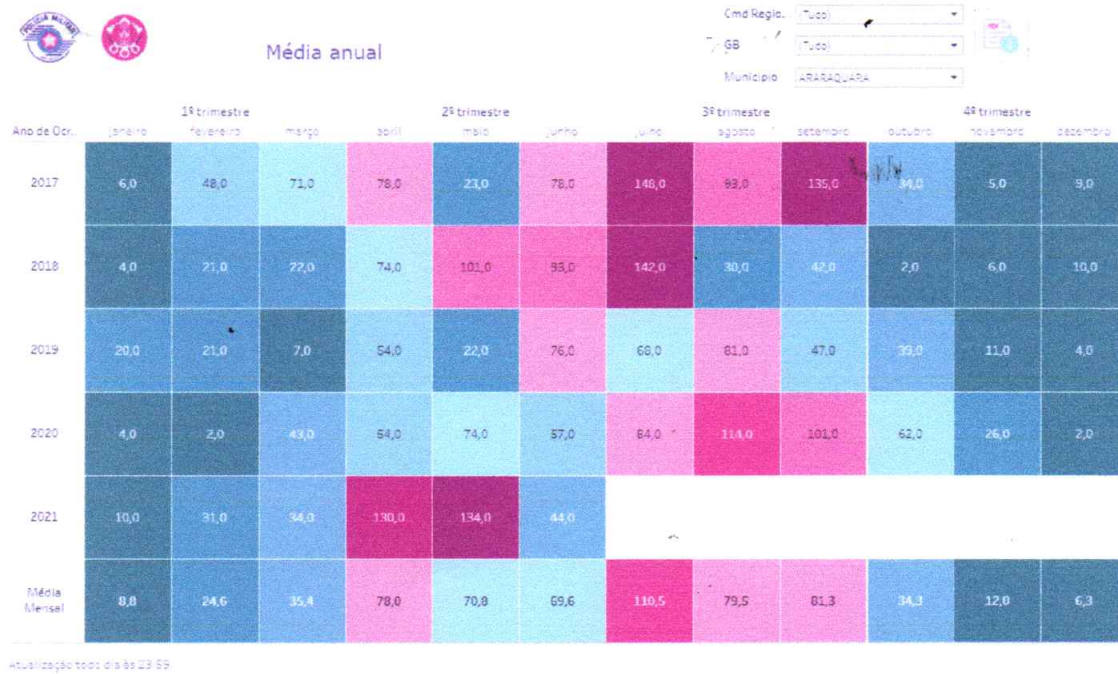 POLÍCIA MILITAR
Média anual
Cmd Regio.. (Tudo)
GB (Tudo)
Município ARARAQUARA
1º trimestre 2º trimestre 3º trimestre 4º trimestre
Ano de Ocr.. janeiro fevereiro março abril maio junho julho agosto setembro outubro novembro dezembro
2017 6,0 48,0 71,0 78,0 23,0 78,0 148,0 93,0 135,0 34,0 5,0 9,0
2018 4,0 21,0 22,0 74,0 101,0 93,0 142,0 30,0 42,0 2,0 6,0 10,0
2019 20,0 21,0 7,0 54,0 22,0 76,0 68,0 81,0 47,0 39,0 11,0 4,0
2020 4,0 2,0 43,0 54,0 74,0 57,0 84,0 114,0 101,0 62,0 26,0 2,0
2021 10,0 31,0 34,0 130,0 134,0 44,0
Média
Mensal 8,8 24,6 35,4 78,0 70,8 69,6 110,5 79,5 81,3 34,3 12,0 6,3
Atualização todo dia às 23:59